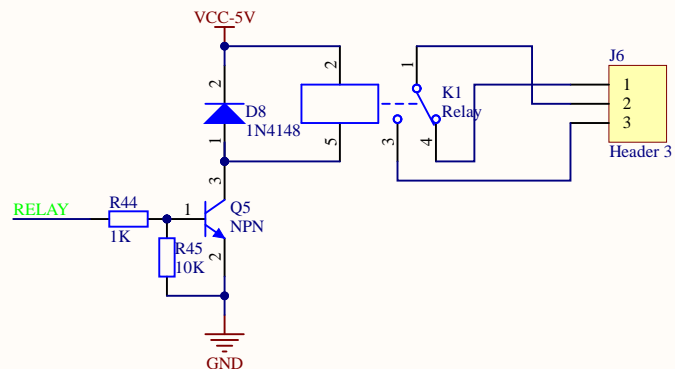 VCC-5V
2
D8
1N4148
1
2
5
1
K1
Relay
3
4
J6
1
2
3
Header 3
3
RELAY
R44
1K
1
Q5
NPN
2
R45
10K
GND